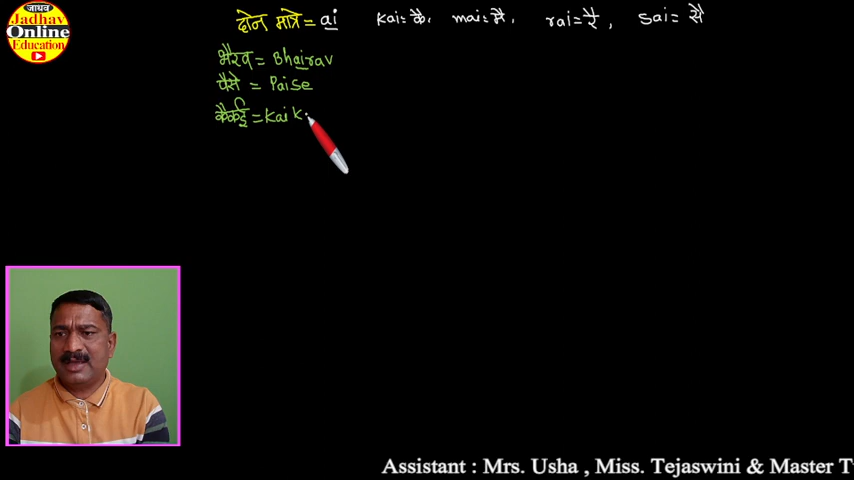 जाधव
Jadhav
Online
Education
दोन मात्रे = ai kai = कै, mai = मै, rai = रै, sai = सै
भैरव = Bhairav
पैसे = Paise
कैकई = kaik
Assistant : Mrs. Usha , Miss. Tejaswini & Master T